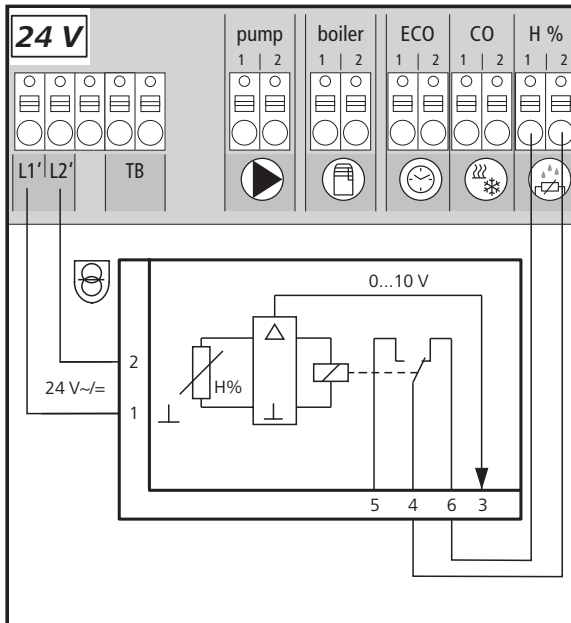 24 V pump boiler ECO CO H %
1 | 2 1 | 2 1 | 2 1 | 2 1 | 2
L1' L2' TB
0...10 V
2
H%
24 V~/=
1
5 4 6 3